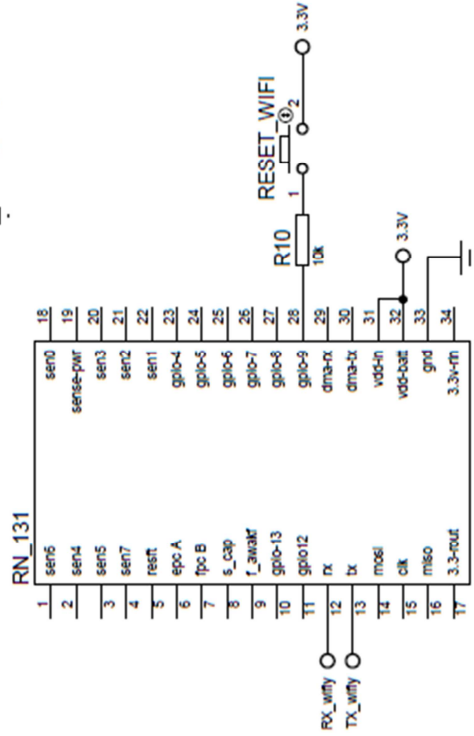 RN_131
1 sen6
2 sen4
3 sen5
4 sen7
5 resft
6 epc A
7 fpc B
8 s_cap
9 f_awakf
10 gpio-13
11 gpio12
RX_wifly 12 rx
TX_wifly 13 tx
14 mosi
15 clk
16 miso
17 3.3-rout
sen0 18
sense-pwr 19
sen3 20
sen2 21
sen1 22
gpio-4 23
gpio-5 24
gpio-6 25
gpio-7 26
gpio-8 27
gpio-9 28
dma-rx 29
dma-tx 30
vdd-in 31
vdd-batt 32
gnd 33
3.3v-rin 34
R10
10k
RESET_WIFI
1 2
3.3V
3.3V